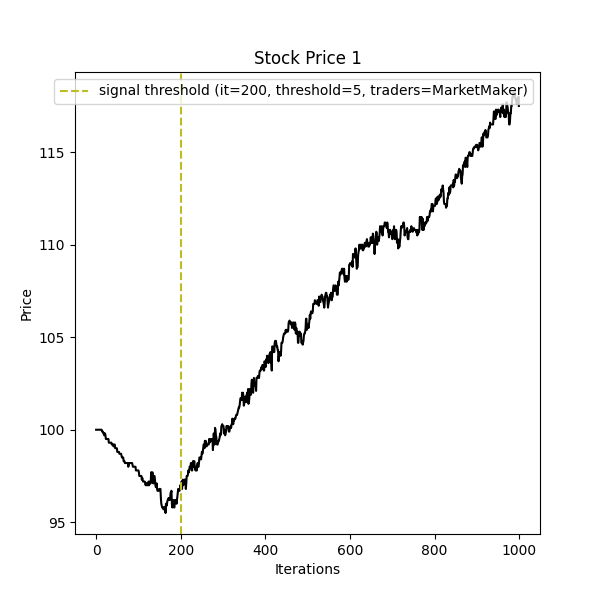 Stock Price 1
signal threshold (it=200, threshold=5, traders=MarketMaker)
115
110
105
100
95
Price
0 200 400 600 800 1000
Iterations